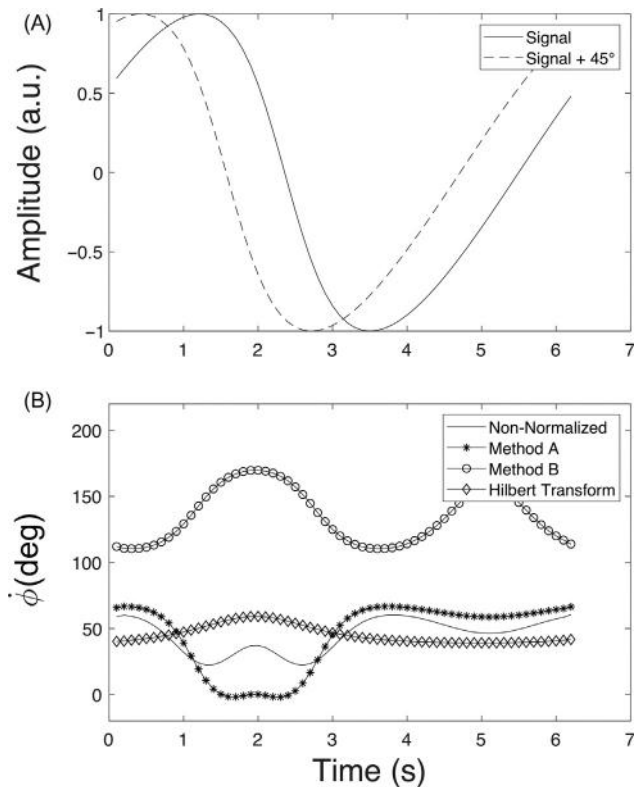 (A)
1
0.5
0
−0.5
−1
Amplitude (a.u.)
Signal
Signal + 45°
0 1 2 3 4 5 6 7
(B)
200
150
100
50
0
ϕ̇(deg)
Non-Normalized
Method A
Method B
Hilbert Transform
0 1 2 3 4 5 6 7
Time (s)